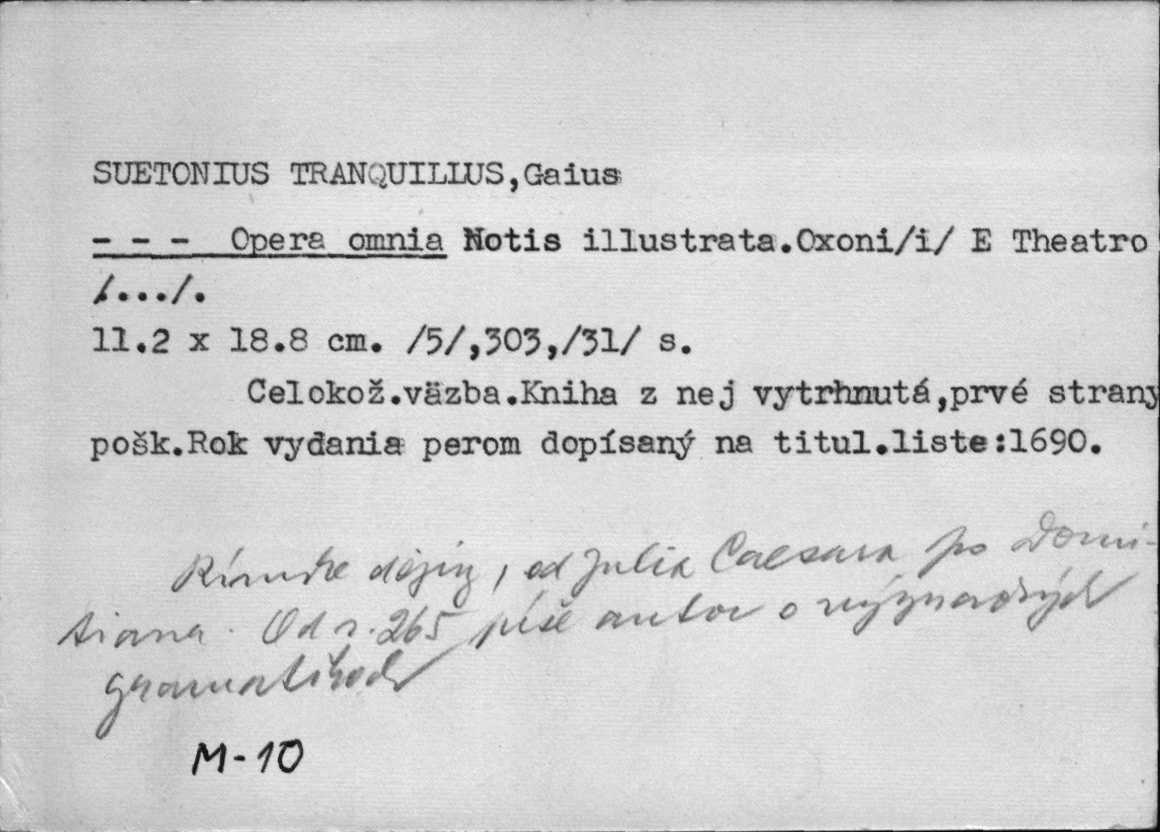 SUETONIUS TRANQUILLUS,Gaius
- - - Opera omnia Notis illustrata.Oxoni/i/ E Theatro
/.../.
11.2 x 18.8 cm. /5/,303,/31/ s.
Celokož.väzba.Kniha z nej vytrhnutá,prvé strany
pošk.Rok vydania perom dopísaný na titul.liste:1690.
Rímske dejiny, od Julia Caesara po Domi-
tiana. Od s. 265 píše autor o význačných
gramatikoch
M-10